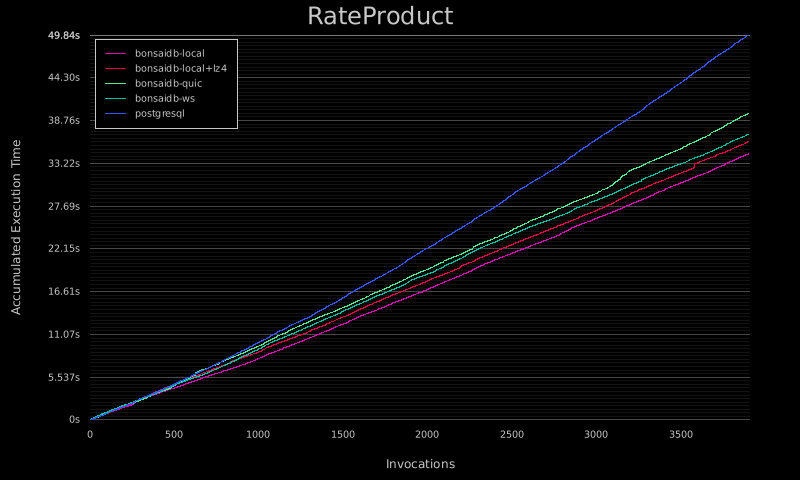 RateProduct
49.84s
44.30s
38.76s
33.22s
27.69s
22.15s
16.61s
11.07s
5.537s
0s
Accumulated Execution Time
bonsaidb-local
bonsaidb-local+lz4
bonsaidb-quic
bonsaidb-ws
postgresql
0 500 1000 1500 2000 2500 3000 3500
Invocations